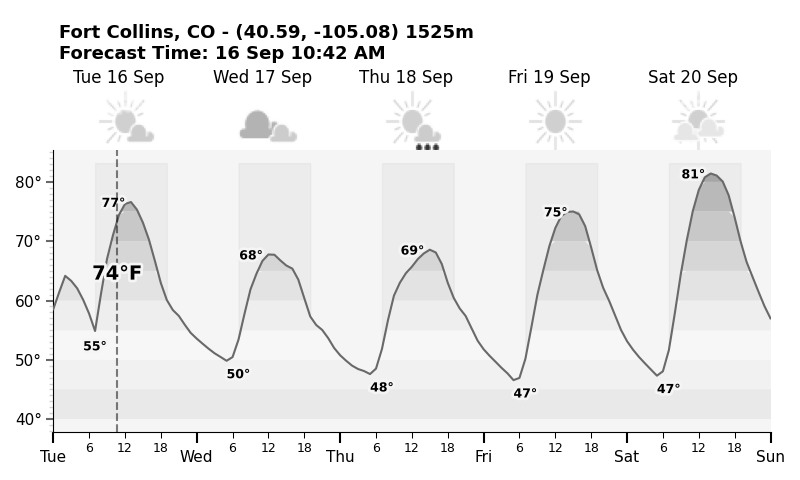 Fort Collins, CO - (40.59, -105.08) 1525m
Forecast Time: 16 Sep 10:42 AM
Tue 16 Sep Wed 17 Sep Thu 18 Sep Fri 19 Sep Sat 20 Sep
80°
70°
60°
50°
40°
77°
74°F
55°
68°
50°
69°
48°
75°
47°
81°
47°
6 12 18 6 12 18 6 12 18 6 12 18 6 12 18
Tue Wed Thu Fri Sat Sun